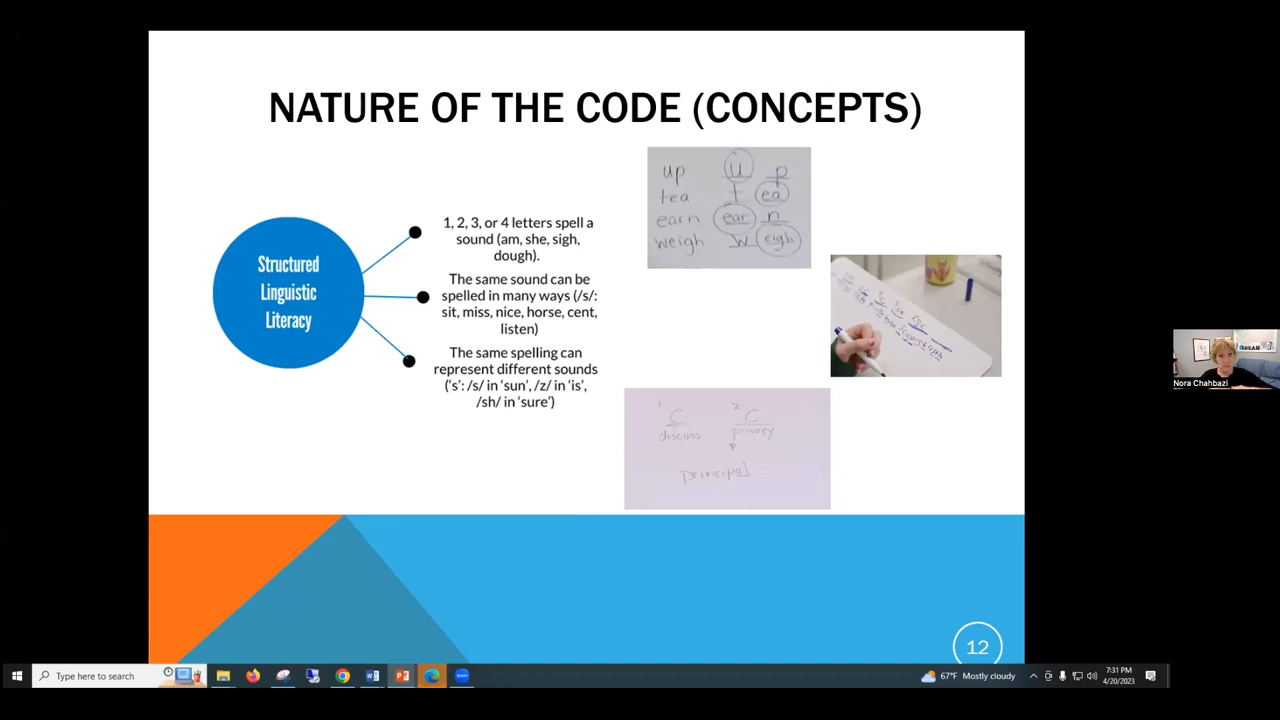 NATURE OF THE CODE (CONCEPTS)
Structured
Linguistic
Literacy
1, 2, 3, or 4 letters spell a
sound (am, she, sigh,
dough).
The same sound can be
spelled in many ways (/s/:
sit, miss, nice, horse, cent,
listen)
The same spelling can
represent different sounds
('s': /s/ in 'sun', /z/ in 'is',
/sh/ in 'sure')
up u p
tea t ea
earn ear n
weigh w eigh
1 C 2 C
discuss privacy
P
principal
Nora Chahbazi
12
Type here to search
67°F Mostly cloudy
7:31 PM
4/20/2023